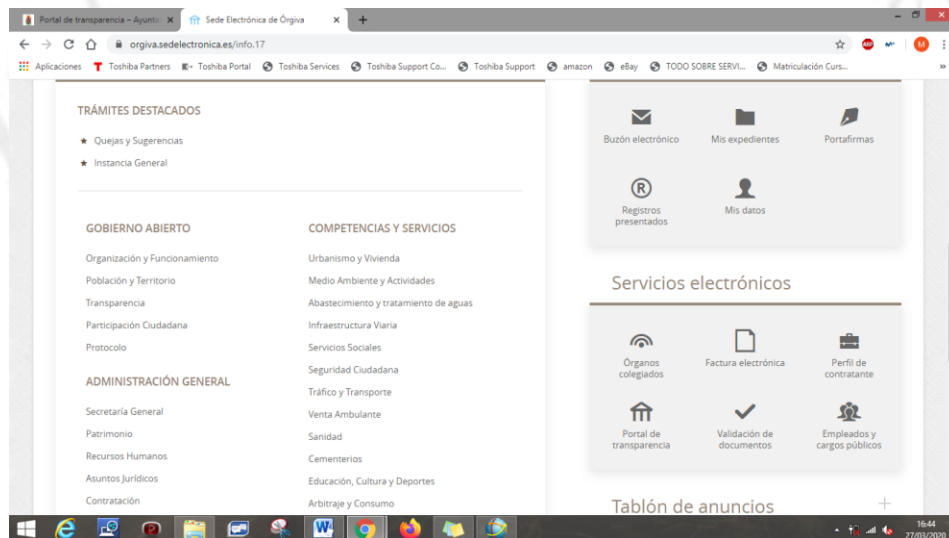 Portal de transparencia – Ayunta
Sede Electrónica de Órgiva
orgiva.sedelectronica.es/info.17
ABP
M
Aplicaciones
Toshiba Partners
Toshiba Portal
Toshiba Services
Toshiba Support Co...
Toshiba Support
amazon
eBay
TODO SOBRE SERVI...
Matriculación Curs...
TRÁMITES DESTACADOS
Quejas y Sugerencias
Instancia General
GOBIERNO ABIERTO
Organización y Funcionamiento
Población y Territorio
Transparencia
Participación Ciudadana
Protocolo
ADMINISTRACIÓN GENERAL
Secretaría General
Patrimonio
Recursos Humanos
Asuntos Jurídicos
Contratación
COMPETENCIAS Y SERVICIOS
Urbanismo y Vivienda
Medio Ambiente y Actividades
Abastecimiento y tratamiento de aguas
Infraestructura Viaria
Servicios Sociales
Seguridad Ciudadana
Tráfico y Transporte
Venta Ambulante
Sanidad
Cementerios
Educación, Cultura y Deportes
Arbitraje y Consumo
Buzón electrónico
Mis expedientes
Portafirmas
Registros
presentados
Mis datos
Servicios electrónicos
Órganos
colegiados
Factura electrónica
Perfil de
contratante
Portal de
transparencia
Validación de
documentos
Empleados y
cargos públicos
Tablón de anuncios
16:44
27/03/2020